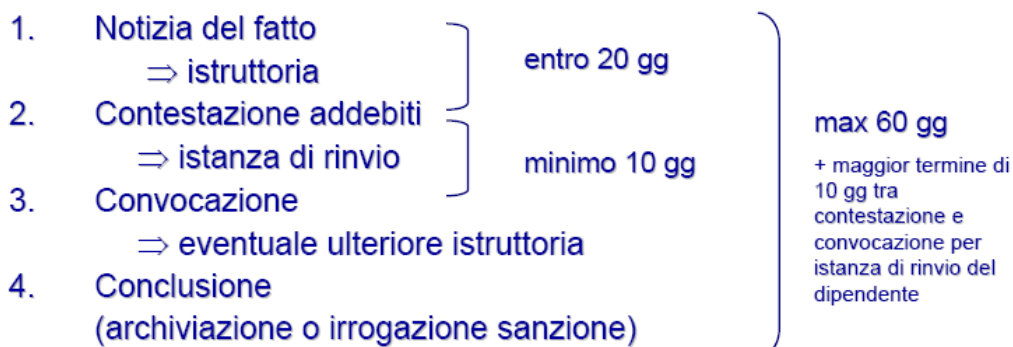 1. Notizia del fatto
⇒ istruttoria
2. Contestazione addebiti
⇒ istanza di rinvio
3. Convocazione
⇒ eventuale ulteriore istruttoria
4. Conclusione
(archiviazione o irrogazione sanzione)
entro 20 gg
minimo 10 gg
max 60 gg
+ maggior termine di
10 gg tra
contestazione e
convocazione per
istanza di rinvio del
dipendente